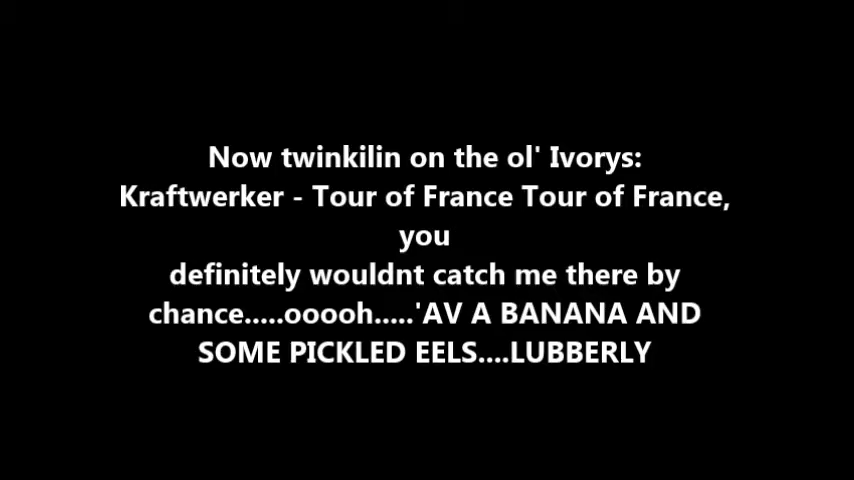 Now twinkilin on the ol' Ivorys:
Kraftwerker - Tour of France Tour of France,
you
definitely wouldnt catch me there by
chance.....ooooh.....'AV A BANANA AND
SOME PICKLED EELS....LUBBERLY